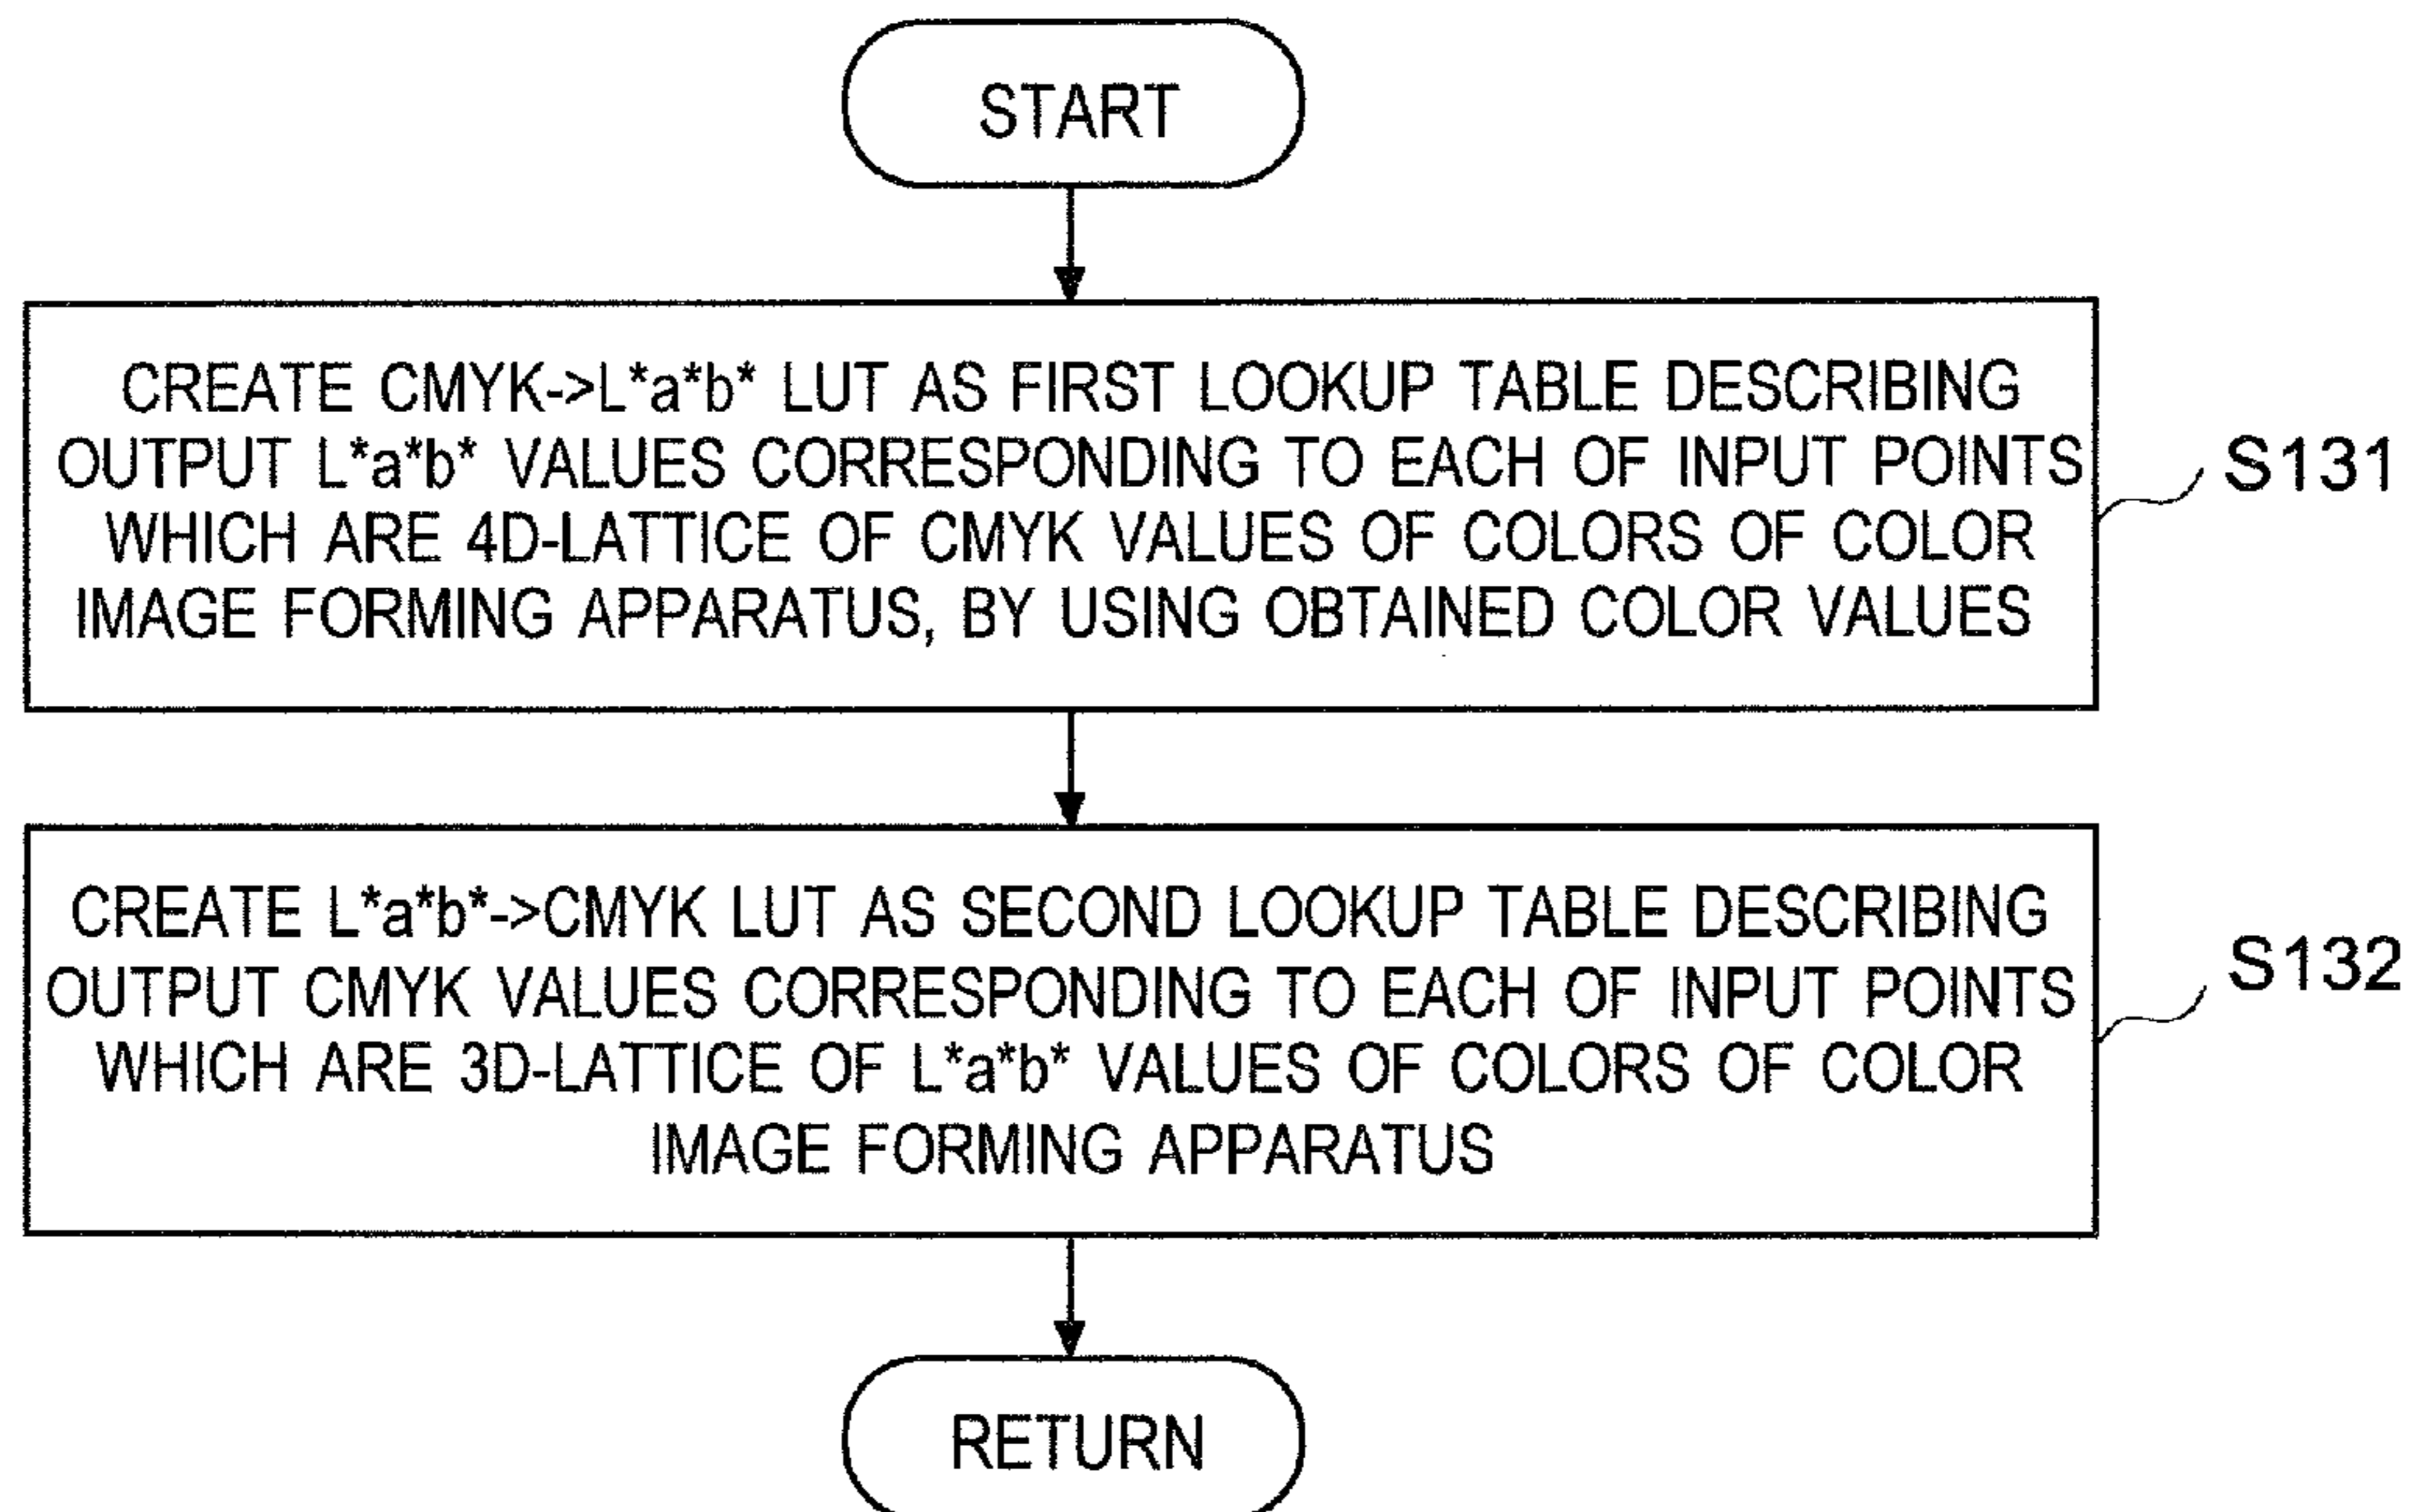 START
CREATE CMYK->L*a*b* LUT AS FIRST LOOKUP TABLE DESCRIBING
OUTPUT L*a*b* VALUES CORRESPONDING TO EACH OF INPUT POINTS
WHICH ARE 4D-LATTICE OF CMYK VALUES OF COLORS OF COLOR
IMAGE FORMING APPARATUS, BY USING OBTAINED COLOR VALUES
S131
CREATE L*a*b*->CMYK LUT AS SECOND LOOKUP TABLE DESCRIBING
OUTPUT CMYK VALUES CORRESPONDING TO EACH OF INPUT POINTS
WHICH ARE 3D-LATTICE OF L*a*b* VALUES OF COLORS OF COLOR
IMAGE FORMING APPARATUS
S132
RETURN